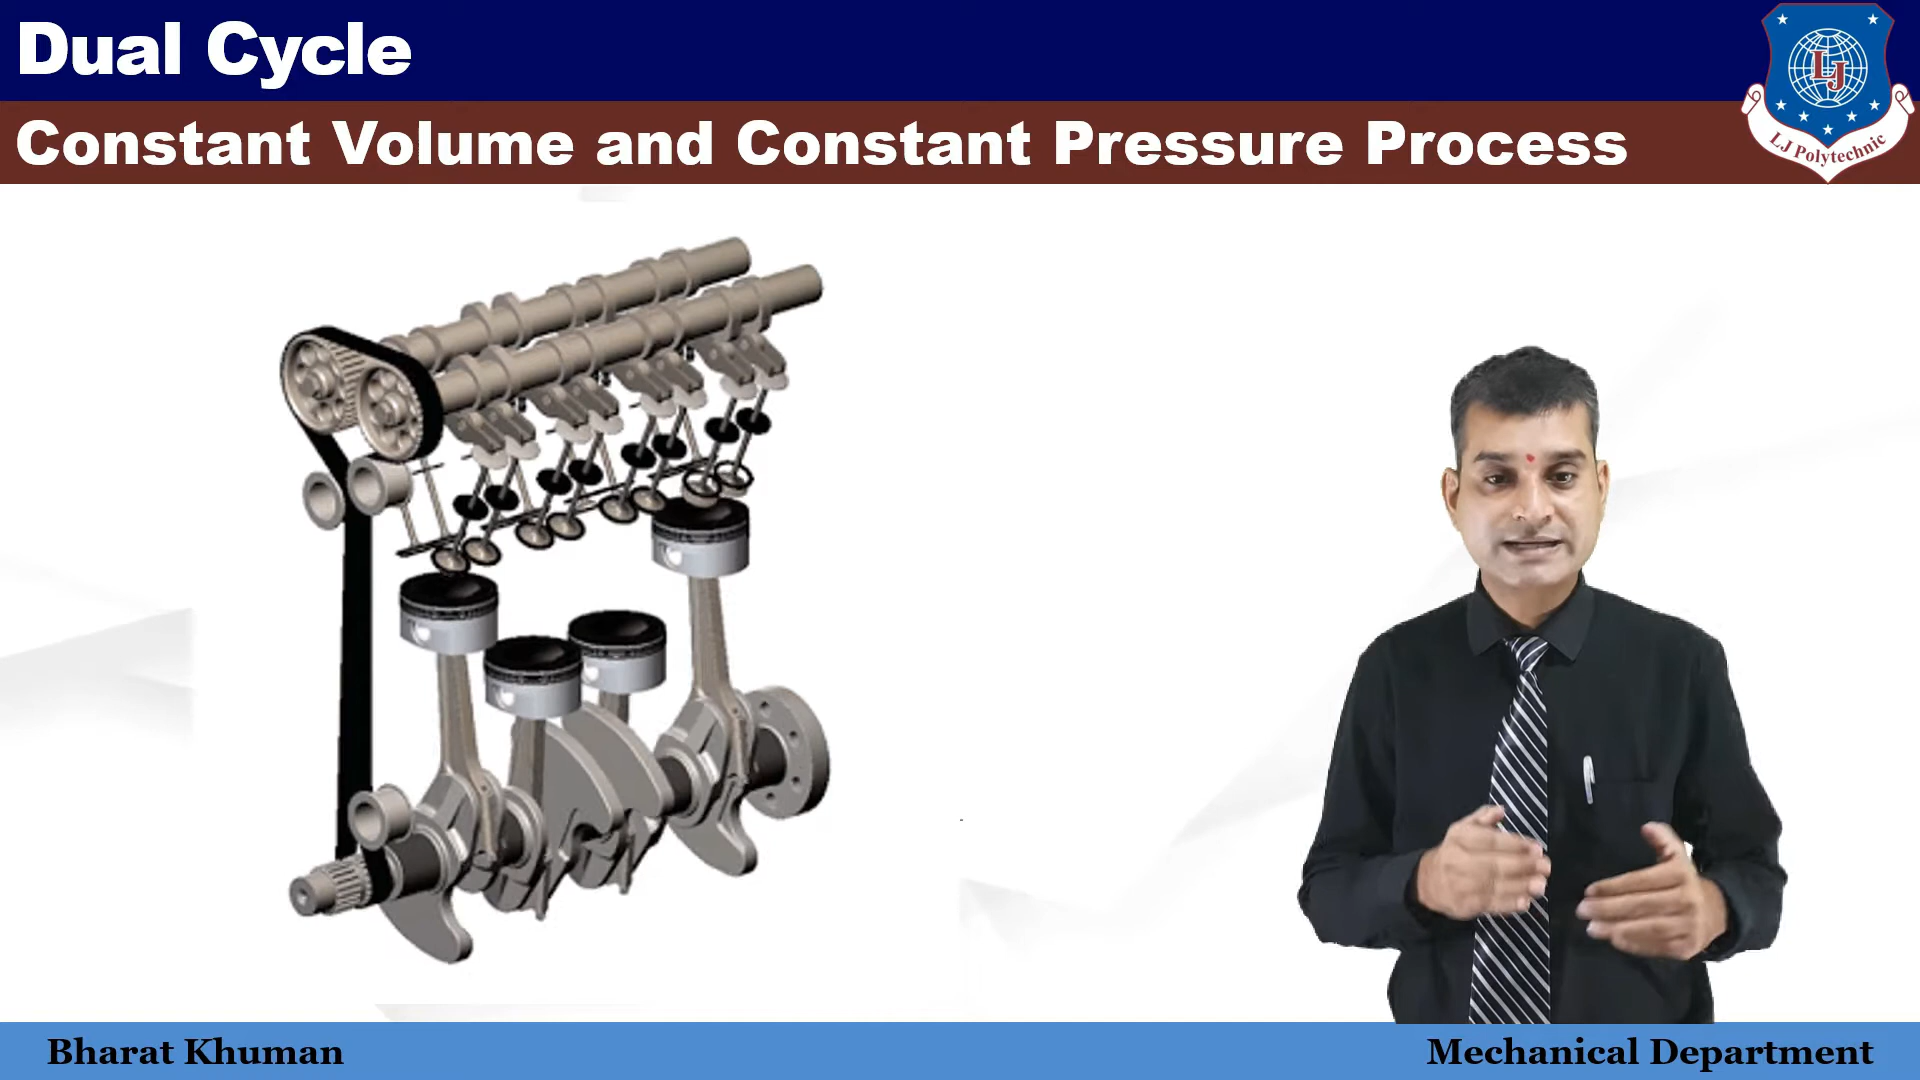 Dual Cycle
Constant Volume and Constant Pressure Process
LJ
LJ Polytechnic
Bharat Khuman
Mechanical Department